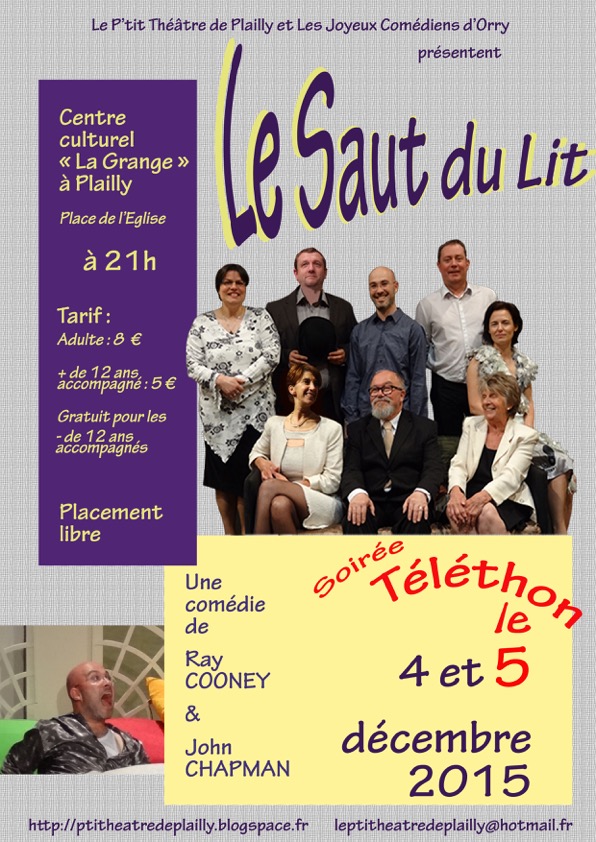 Le P'tit Théâtre de Plailly et Les Joyeux Comédiens d'Orry
présentent
Le Saut du Lit
Centre
culturel
« La Grange »
à Plailly
Place de l'Eglise
à 21h
Tarif :
Adulte : 8 €
+ de 12 ans
accompagné : 5 €
Gratuit pour les
- de 12 ans
accompagnés
Placement
libre
Une
comédie
de
Ray
COONEY
&
John
CHAPMAN
Soirée
Téléthon
le
4 et 5
décembre
2015
http://ptitheatredeplailly.blogspace.fr leptitheatredeplailly@hotmail.fr